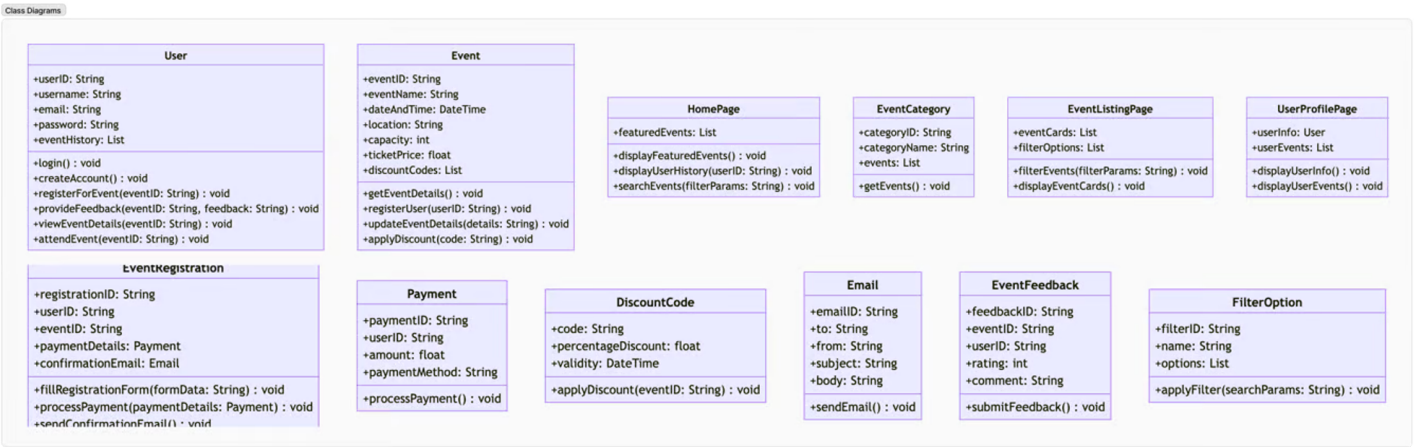 Class Diagrams
User
+userID: String
+username: String
+email: String
+password: String
+eventHistory: List
+login() : void
+createAccount() : void
+registerForEvent(eventID: String) : void
+provideFeedback(eventID: String, feedback: String) : void
+viewEventDetails(eventID: String) : void
+attendEvent(eventID: String) : void
Event
+eventID: String
+eventName: String
+dateAndTime: DateTime
+location: String
+capacity: int
+ticketPrice: float
+discountCodes: List
+getEventDetails() : void
+registerUser(userID: String) : void
+updateEventDetails(details: String) : void
+applyDiscount(code: String) : void
HomePage
+featuredEvents: List
+displayFeaturedEvents() : void
+displayUserHistory(userID: String) : void
+searchEvents(filterParams: String) : void
EventCategory
+categoryID: String
+categoryName: String
+events: List
+getEvents() : void
EventListingPage
+eventCards: List
+filterOptions: List
+filterEvents(filterParams: String) : void
+displayEventCards() : void
UserProfilePage
+userInfo: User
+userEvents: List
+displayUserInfo() : void
+displayUserEvents() : void
EventRegistration
+registrationID: String
+userID: String
+eventID: String
+paymentDetails: Payment
+confirmationEmail: Email
+fillRegistrationForm(formData: String) : void
+processPayment(paymentDetails: Payment) : void
+sendConfirmationEmail() : void
Payment
+paymentID: String
+userID: String
+amount: float
+paymentMethod: String
+processPayment() : void
DiscountCode
+code: String
+percentageDiscount: float
+validity: DateTime
+applyDiscount(eventID: String) : void
Email
+emailID: String
+to: String
+from: String
+subject: String
+body: String
+sendEmail() : void
EventFeedback
+feedbackID: String
+eventID: String
+userID: String
+rating: int
+comment: String
+submitFeedback() : void
FilterOption
+filterID: String
+name: String
+options: List
+applyFilter(searchParams: String) : void